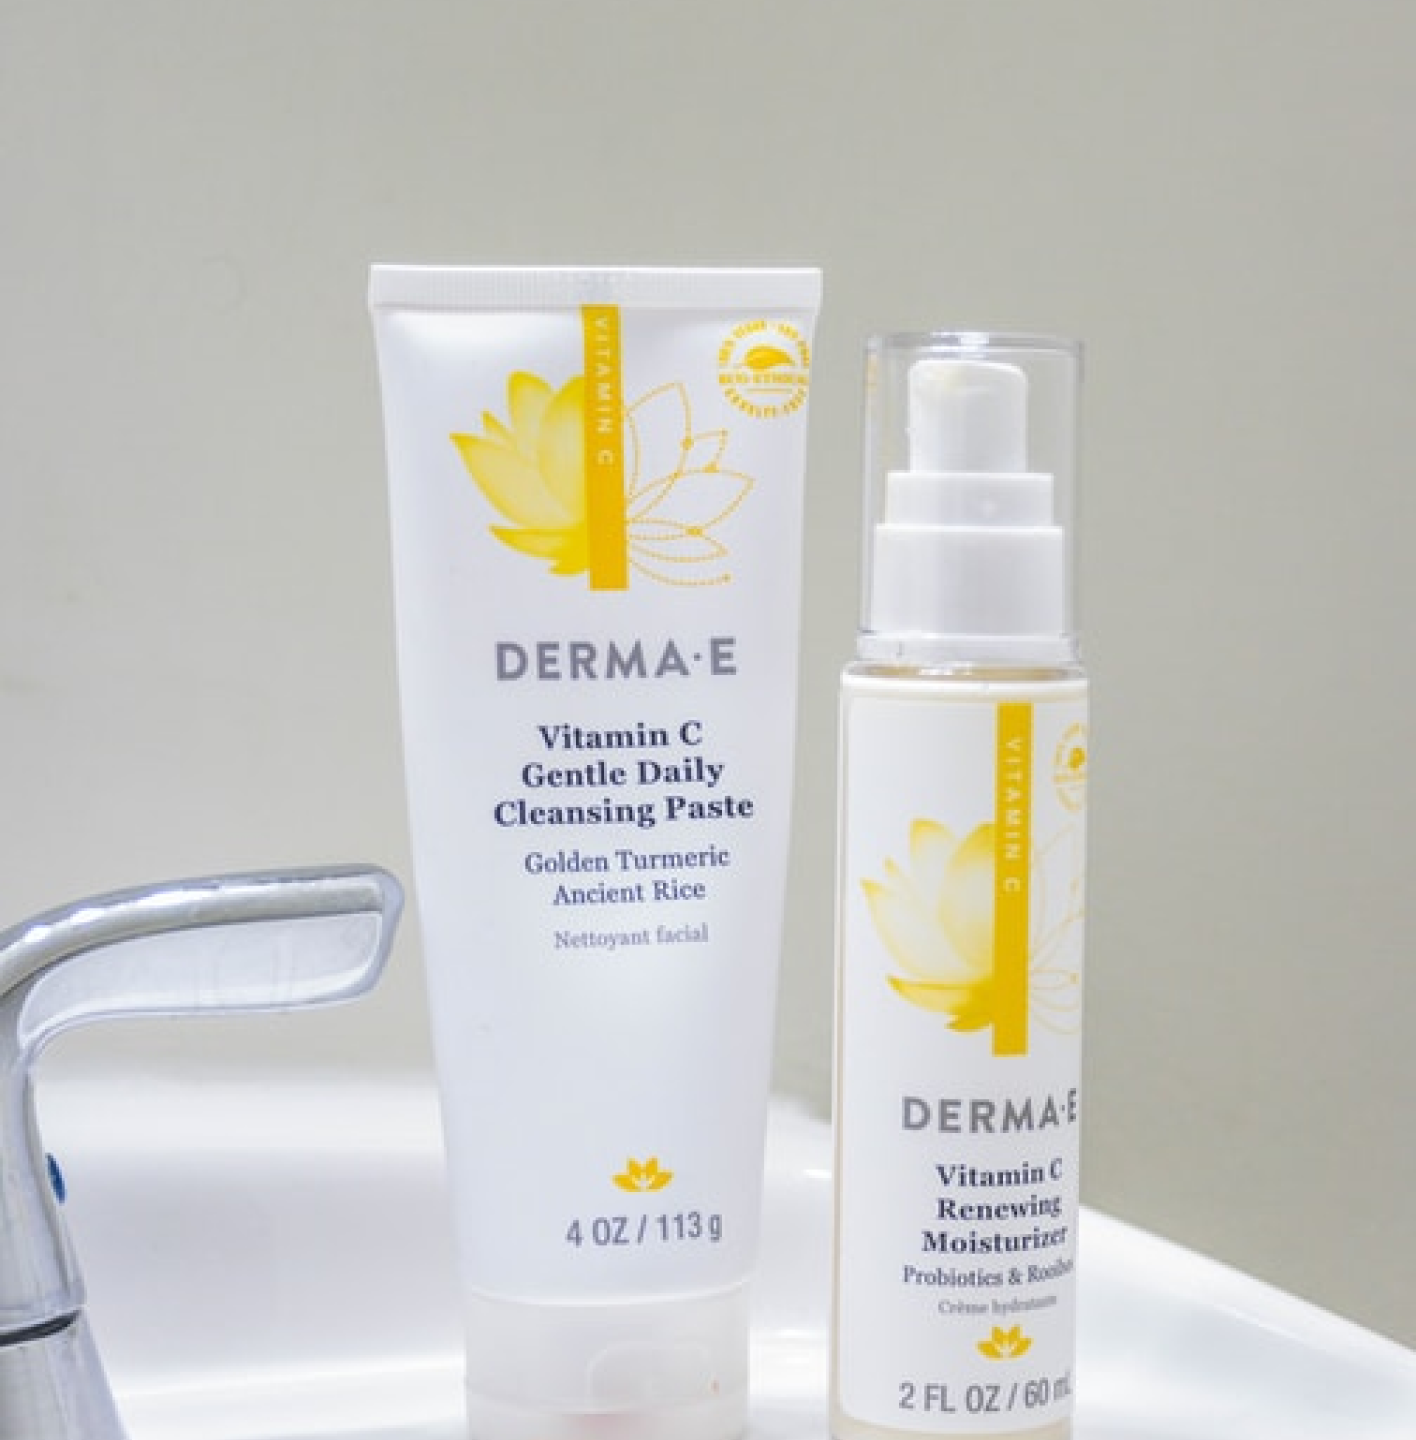 VITAMIN C
DERMA·E
Vitamin C
Gentle Daily
Cleansing Paste
Golden Turmeric
Ancient Rice
Nettoyant facial
4 OZ / 113 g
VITAMIN C
DERMA·E
Vitamin C
Renewing
Moisturizer
Probiotics &
Crème
2 FL OZ / 60 mL